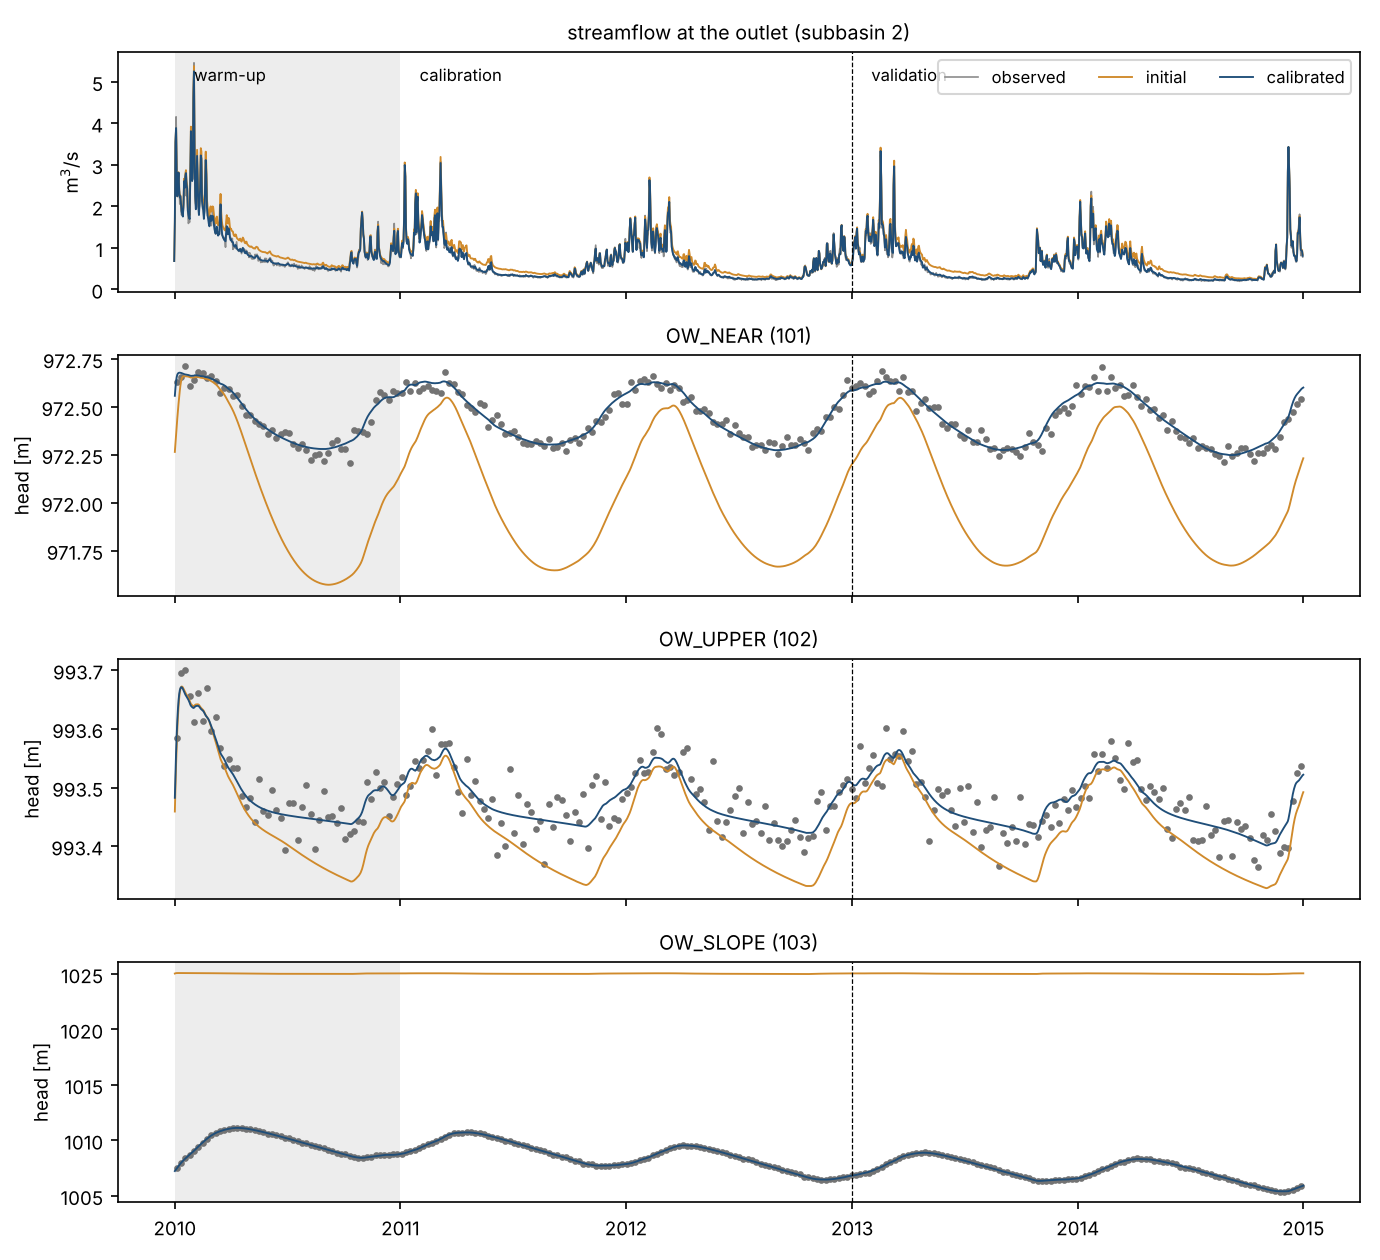 streamflow at the outlet (subbasin 2)
warm-up
calibration
validation
observed
initial
calibrated
m³/s
5
4
3
2
1
0
OW_NEAR (101)
head [m]
972.75
972.50
972.25
972.00
971.75
OW_UPPER (102)
head [m]
993.7
993.6
993.5
993.4
OW_SLOPE (103)
head [m]
1025
1020
1015
1010
1005
2010
2011
2012
2013
2014
2015